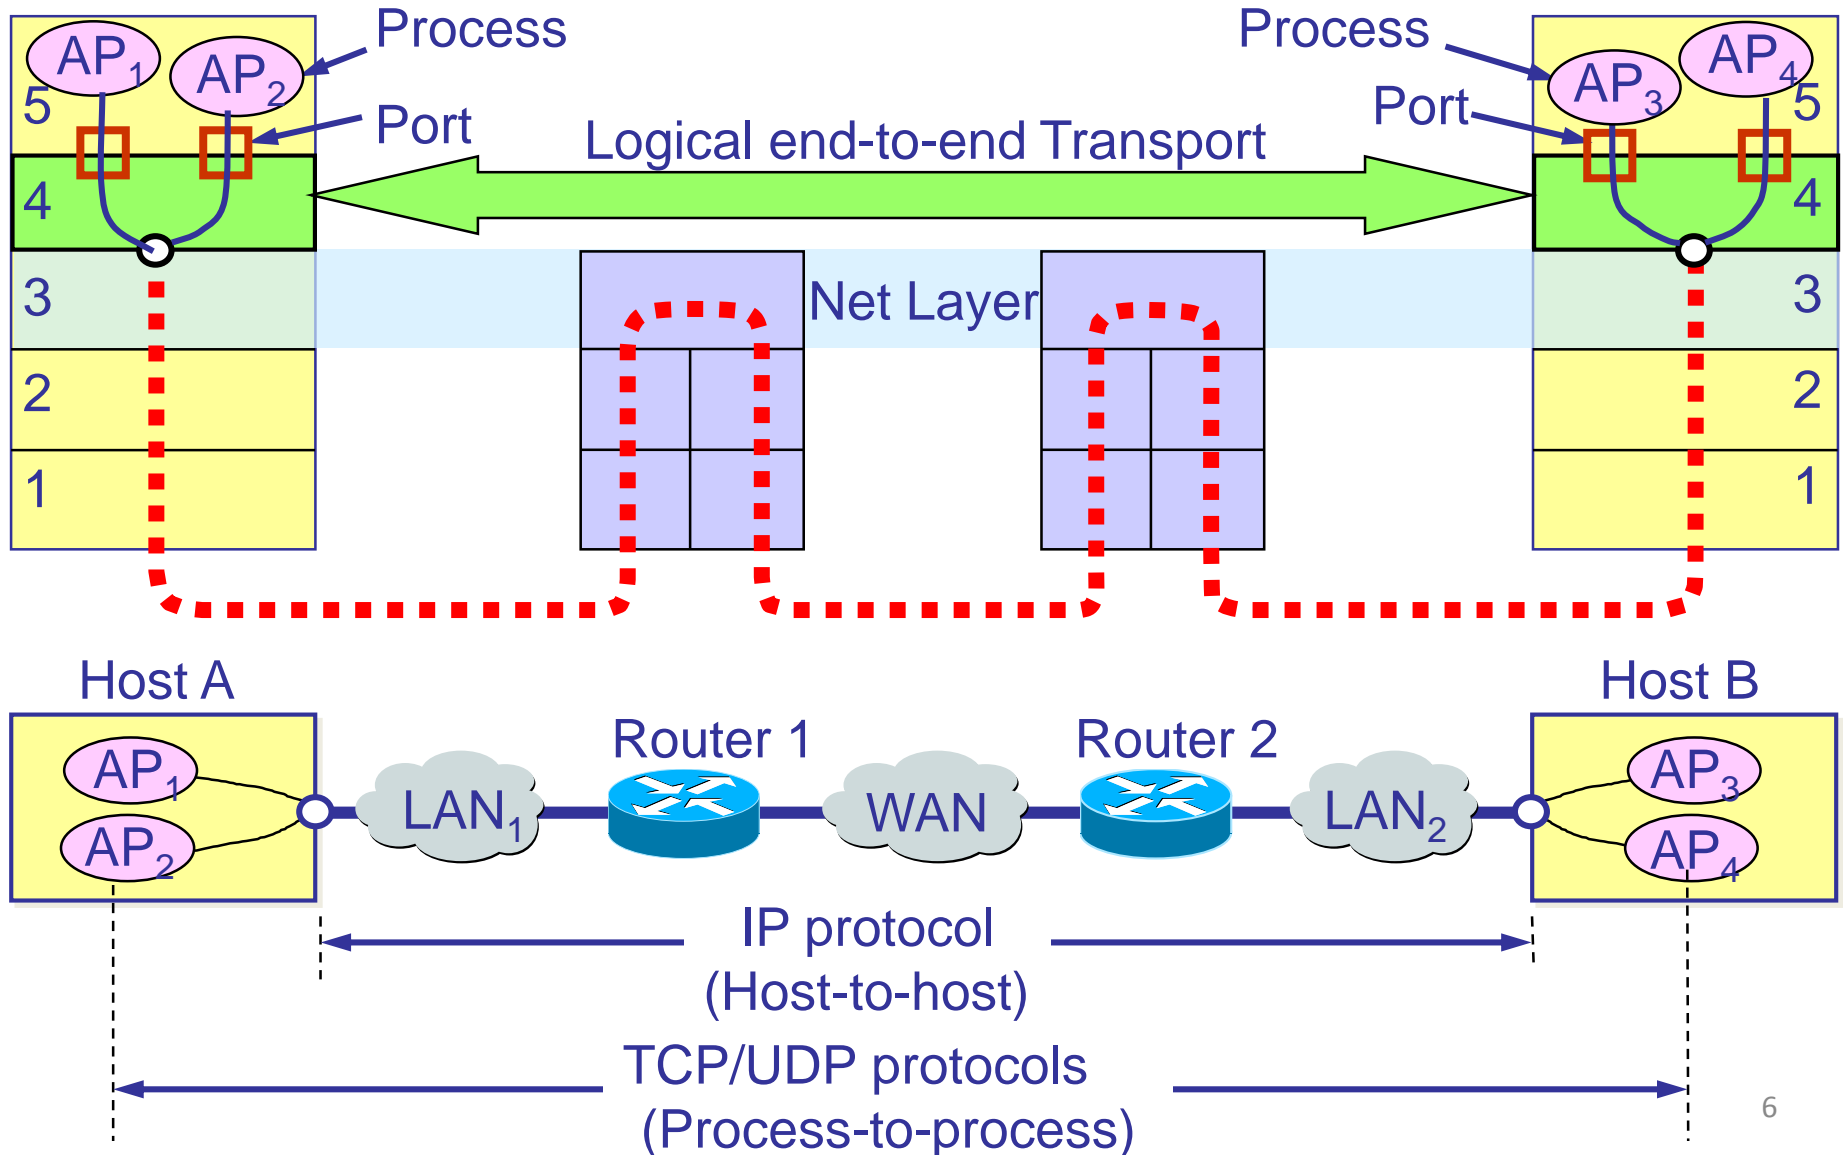 Process
Process
AP1
AP2
AP3
AP4
5
5
Port
Port
Logical end-to-end Transport
4
4
3
Net Layer
3
2
2
1
1
Host A
Host B
Router 1
Router 2
AP1
AP2
LAN1
WAN
LAN2
AP3
AP4
IP protocol
(Host-to-host)
TCP/UDP protocols
(Process-to-process)
6